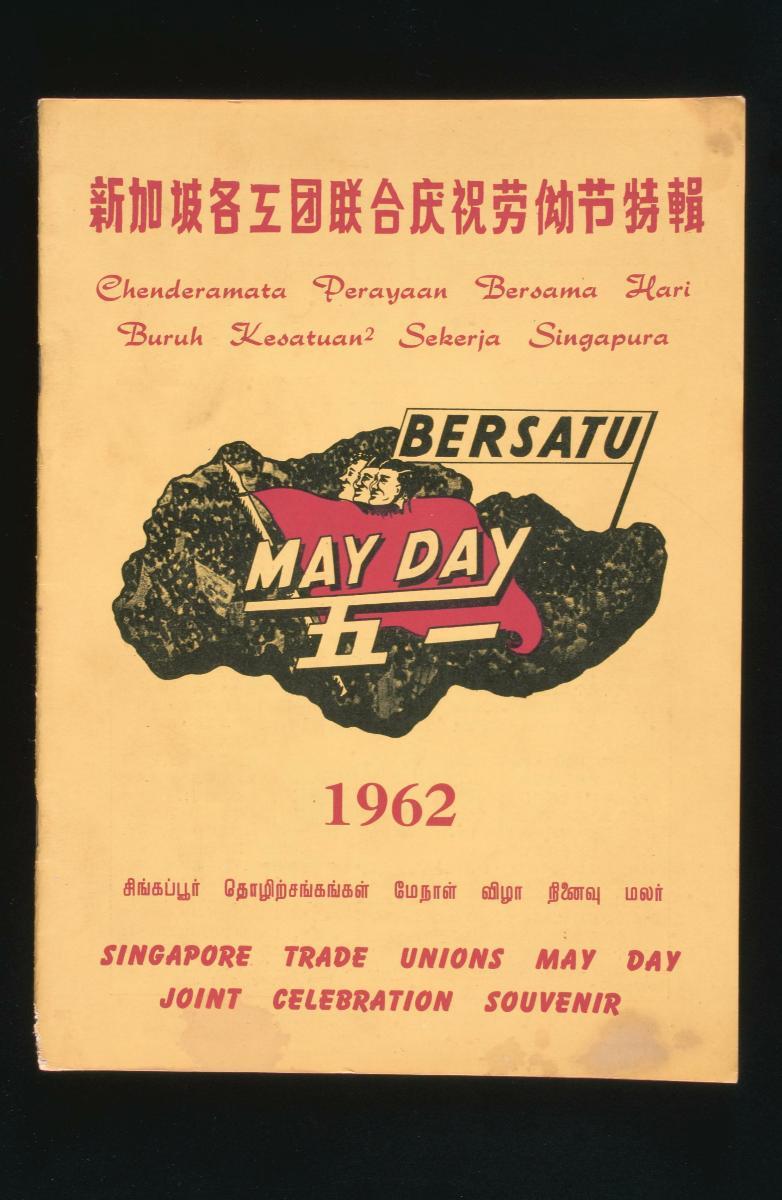 新加坡各工团联合庆祝劳仂节特輯
Chenderamata Perayaan Bersama Hari
Buruh Kesatuan2 Sekerja Singapura
BERSATU
MAY DAY
五一
1962
சிங்கப்பூர் தொழிற்சங்கங்கள் மேநாள் விழா நினைவு மலர்
SINGAPORE TRADE UNIONS MAY DAY
JOINT CELEBRATION SOUVENIR